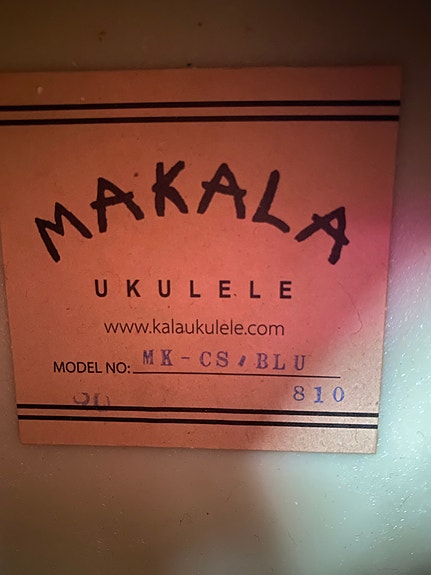 MAKALA
UKULELE
www.kalaukulele.com
MODEL NO: MK-CS/BLU
810